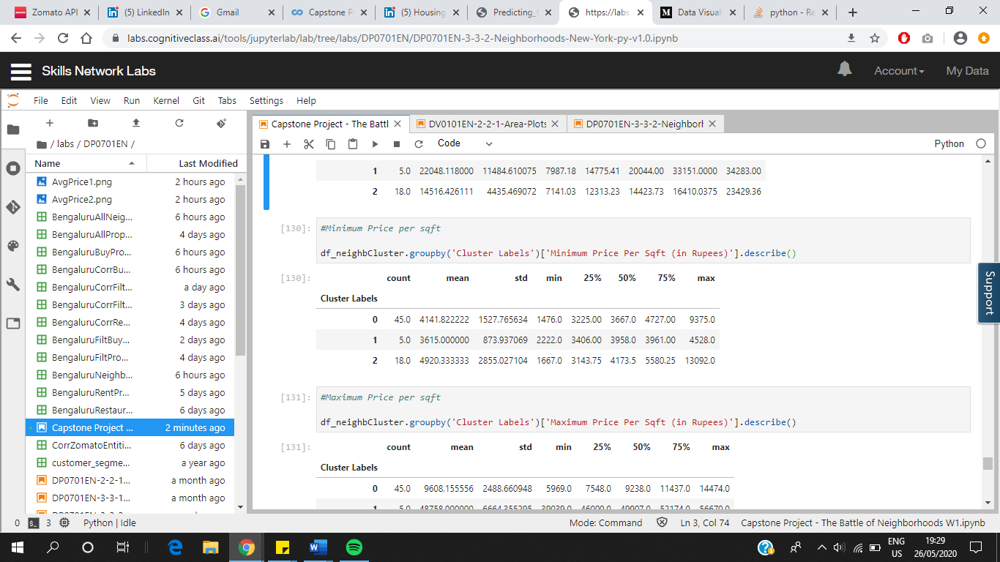 Zomato API
(5) LinkedIn
Gmail
Capstone P
(5) Housing
Predicting_
https://labs
Data Visual
python - Re
labs.cognitiveclass.ai/tools/jupyterlab/lab/tree/labs/DP0701EN/DP0701EN-3-3-2-Neighborhoods-New-York-py-v1.0.ipynb
Skills Network Labs
Account
My Data
File Edit View Run Kernel Git Tabs Settings Help
/ labs / DP0701EN /
Name Last Modified
AvgPrice1.png 2 hours ago
AvgPrice2.png 2 hours ago
BengaluruAllNeig... 6 hours ago
BengaluruAllProp... 4 days ago
BengaluruBuyPro... 6 hours ago
BengaluruCorrBu... 6 hours ago
BengaluruCorrFilt... a day ago
BengaluruCorrFilt... 3 days ago
BengaluruCorrRe... 4 days ago
BengaluruFiltBuy... 2 days ago
BengaluruFiltPro... 4 days ago
BengaluruNeighb... 6 hours ago
BengaluruRentPr... 5 days ago
BengaluruRestaur... 6 days ago
Capstone Project ... 2 minutes ago
CorrZomatoEntiti... 6 days ago
customer_segme... a year ago
DP0701EN-2-2-1... a month ago
DP0701EN-3-3-1... a month ago
Capstone Project - The Battl
DV0101EN-2-2-1-Area-Plots
DP0701EN-3-3-2-Neighborh
Code
Python
1 5.0 22048.118000 11484.610075 7987.18 14775.41 20044.00 33151.0000 34283.00
2 18.0 14516.426111 4435.469072 7141.03 12313.23 14423.73 16410.0375 23429.36
[130]: #Minimum Price per sqft
df_neighbCluster.groupby('Cluster Labels')['Minimum Price Per Sqft (in Rupees)'].describe()
[130]: count mean std min 25% 50% 75% max
Cluster Labels
0 45.0 4141.822222 1527.765634 1476.0 3225.00 3667.0 4727.00 9375.0
1 5.0 3615.000000 873.937069 2222.0 3406.00 3958.0 3961.00 4528.0
2 18.0 4920.333333 2855.027104 1667.0 3143.75 4173.5 5580.25 13092.0
[131]: #Maximum Price per sqft
df_neighbCluster.groupby('Cluster Labels')['Maximum Price Per Sqft (in Rupees)'].describe()
[131]: count mean std min 25% 50% 75% max
Cluster Labels
0 45.0 9608.155556 2488.660948 5969.0 7548.0 9238.0 11437.0 14474.0
1 5.0 48758.000000 6664.355295 39039.0 46000.0 49907.0 52174.0 56670.0
Support
0 3 Python | Idle
Mode: Command Ln 3, Col 74 Capstone Project - The Battle of Neighborhoods W1.ipynb
ENG
US
19:29
26/05/2020